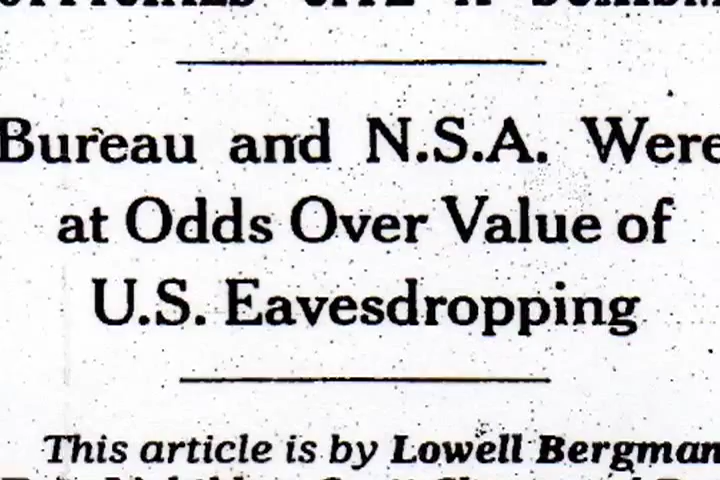 Bureau and N.S.A. Were
at Odds Over Value of
U.S. Eavesdropping
This article is by Lowell Bergman